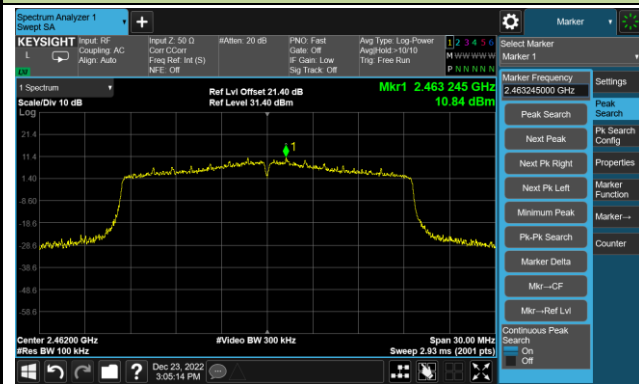 Spectrum Analyzer 1
Swept SA
+
Marker
KEYSIGHT
L
Input: RF
Coupling: AC
Align: Auto
Input Z: 50 Ω
Corr CCorr
Freq Ref: Int (S)
NFE: Off
#Atten: 20 dB
PNO: Fast
Gate: Off
IF Gain: Low
Sig Track: Off
Avg Type: Log-Power
Avg|Hold:>10/10
Trig: Free Run
1 2 3 4 5 6
M W W W W W
P N N N N N
Select Marker
Marker 1
1 Spectrum
Scale/Div 10 dB
Log
Ref Lvl Offset 21.40 dB
Ref Level 31.40 dBm
Mkr1 2.463 245 GHz
10.84 dBm
21.4
11.4
1.40
-8.60
-18.6
-28.6
-38.6
-48.6
-58.6
1
Center 2.46200 GHz
#Res BW 100 kHz
#Video BW 300 kHz
Span 30.00 MHz
Sweep 2.93 ms (2001 pts)
Marker Frequency
2.463245000 GHz
Peak Search
Next Peak
Next Pk Right
Next Pk Left
Minimum Peak
Pk-Pk Search
Marker Delta
Mkr→CF
Mkr→Ref Lvl
Continuous Peak
Search
On
Off
Settings
Peak
Search
Pk Search
Config
Properties
Marker
Function
Marker→
Counter
?
Dec 23, 2022
3:05:14 PM